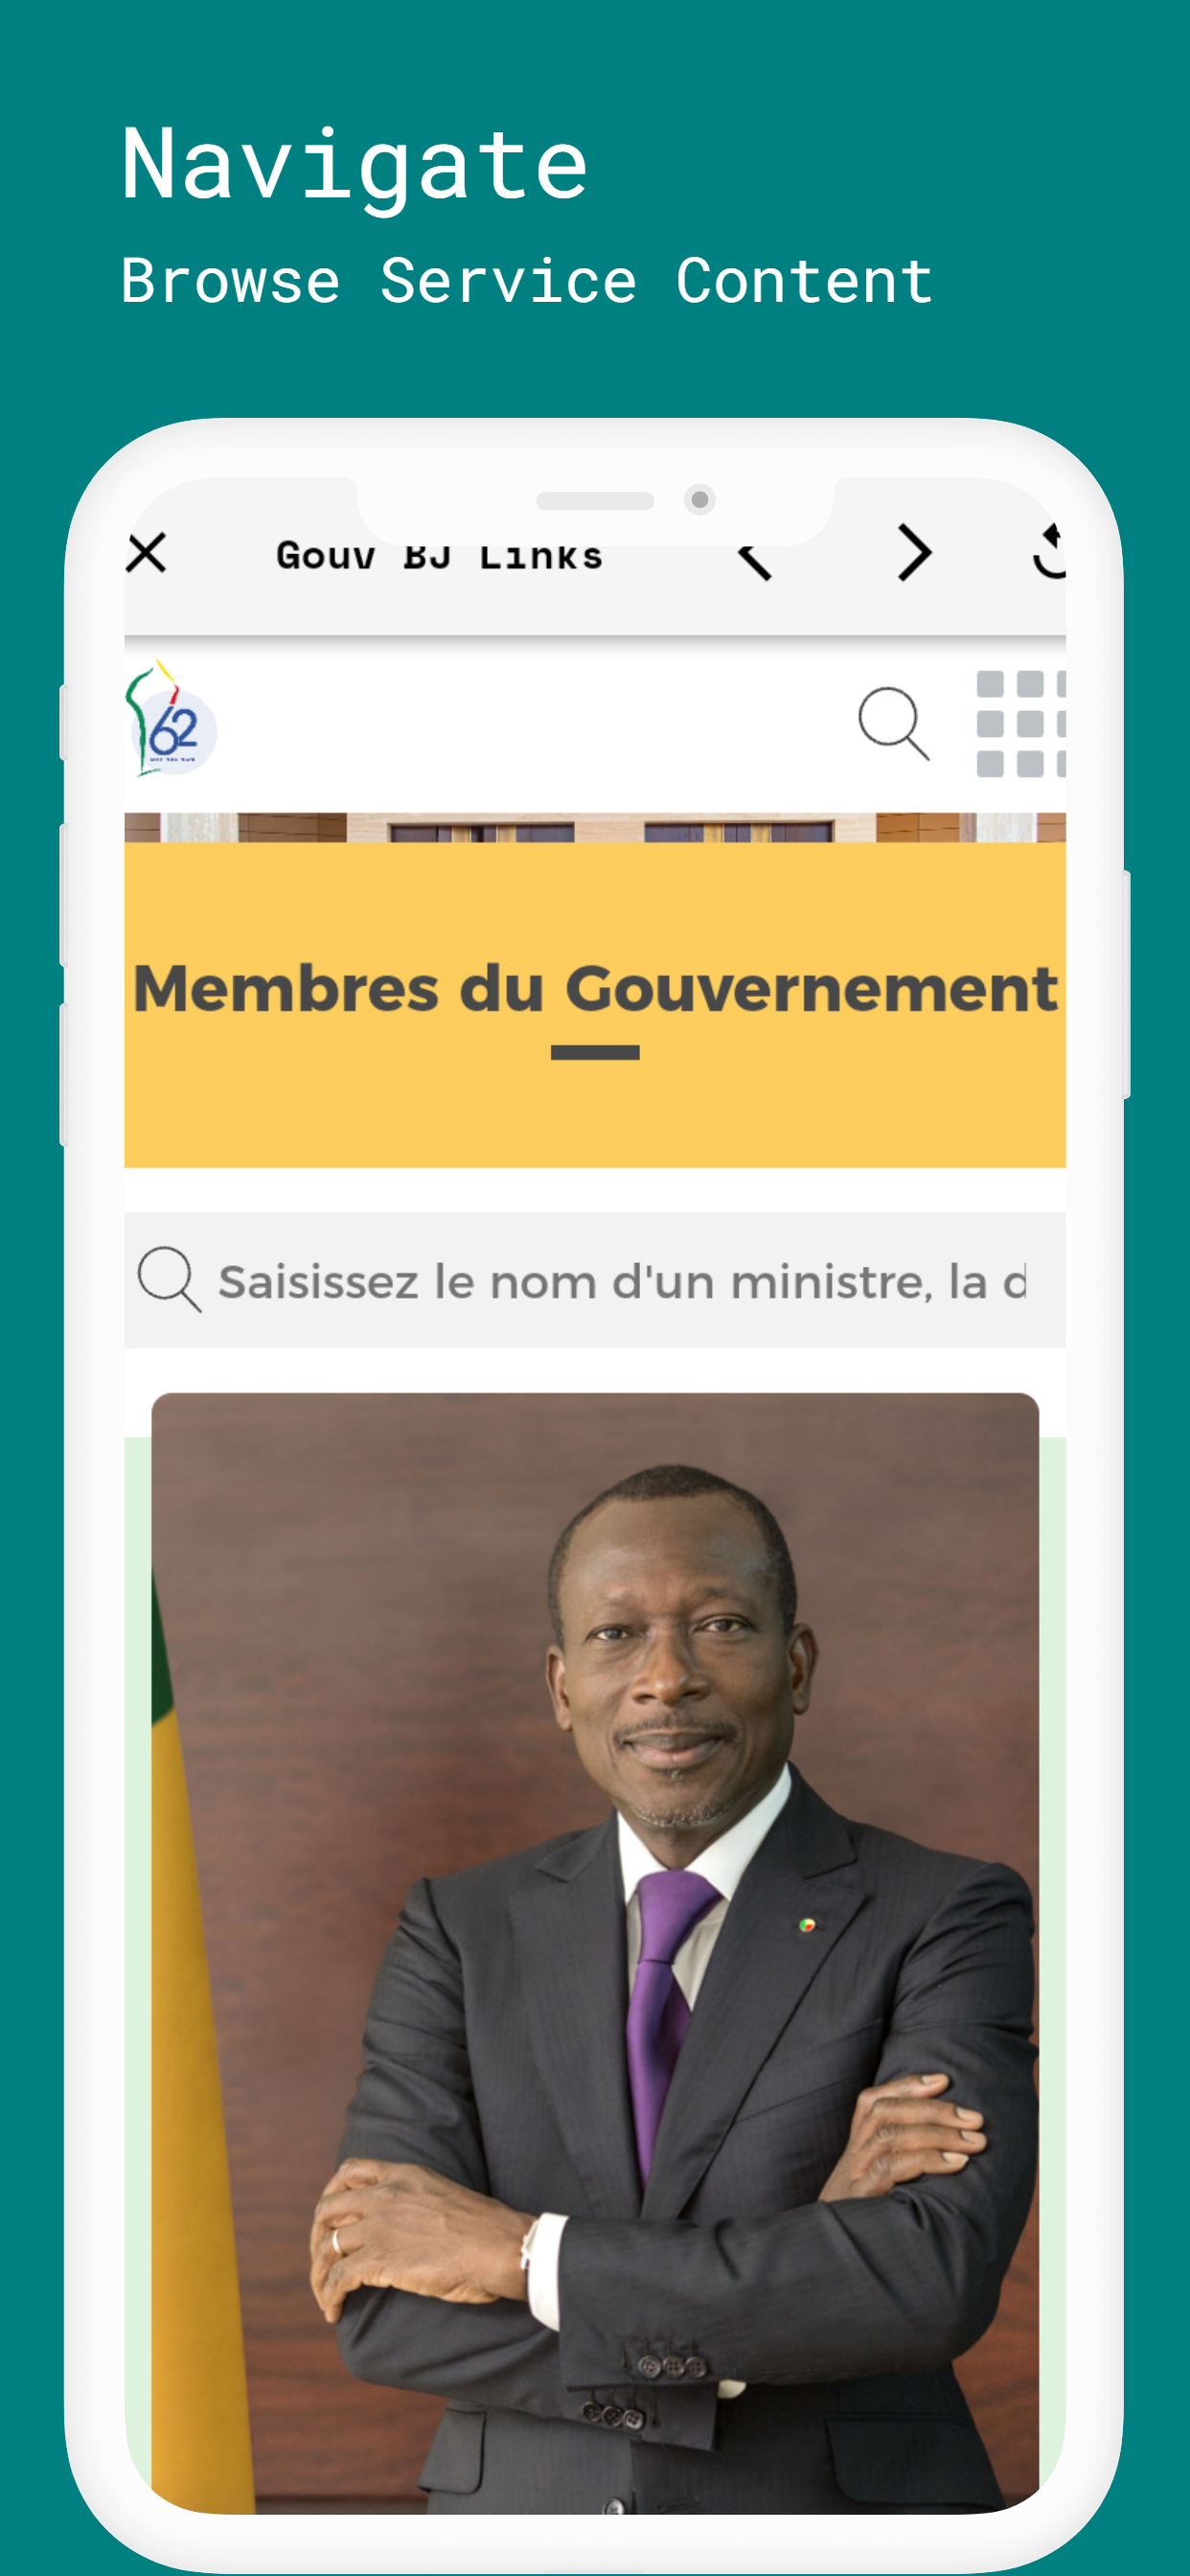 Navigate
Browse Service Content
Gouv BJ Links
62
Membres du Gouvernement
Saisissez le nom d'un ministre, la d